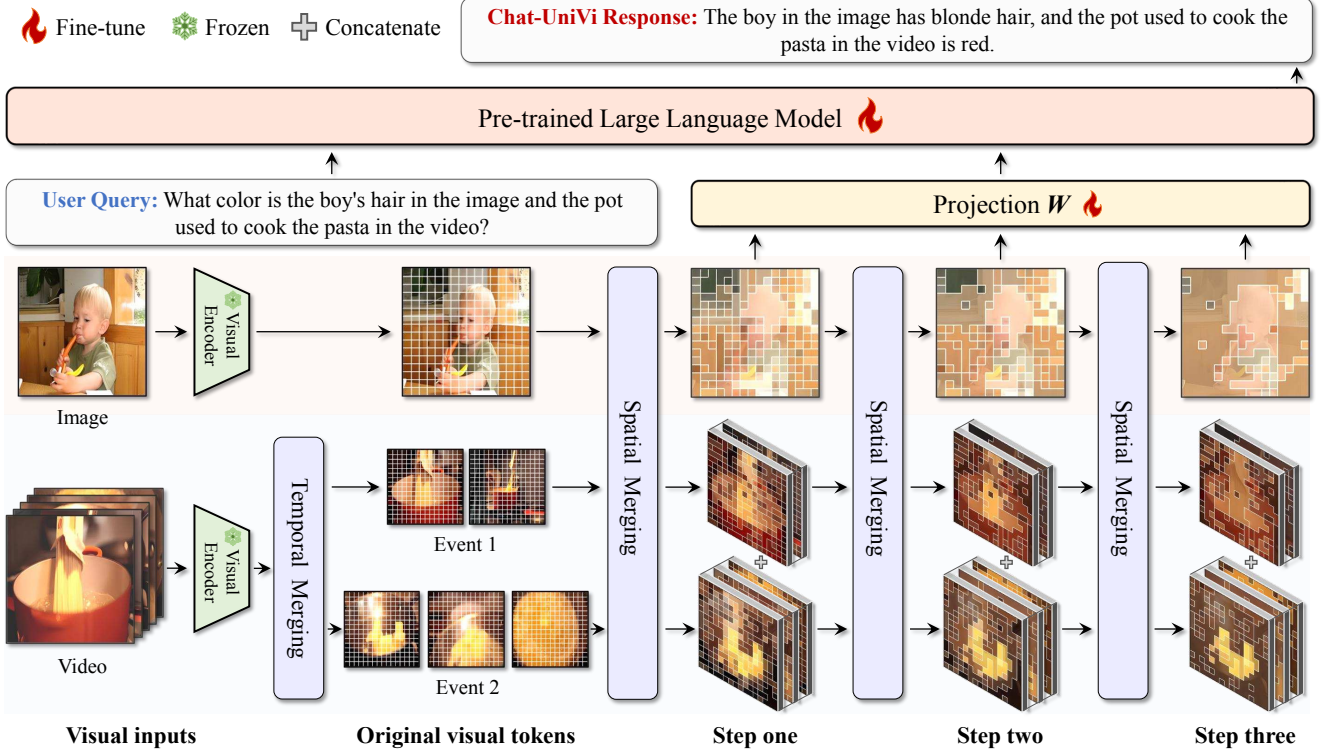 Fine-tune
Frozen
Concatenate
Chat-UniVi Response: The boy in the image has blonde hair, and the pot used to cook the
pasta in the video is red.
Pre-trained Large Language Model
User Query: What color is the boy's hair in the image and the pot
used to cook the pasta in the video?
Projection W
Visual
Encoder
Image
Spatial Merging
Spatial Merging
Spatial Merging
Visual
Encoder
Video
Temporal Merging
Event 1
Event 2
Visual inputs
Original visual tokens
Step one
Step two
Step three